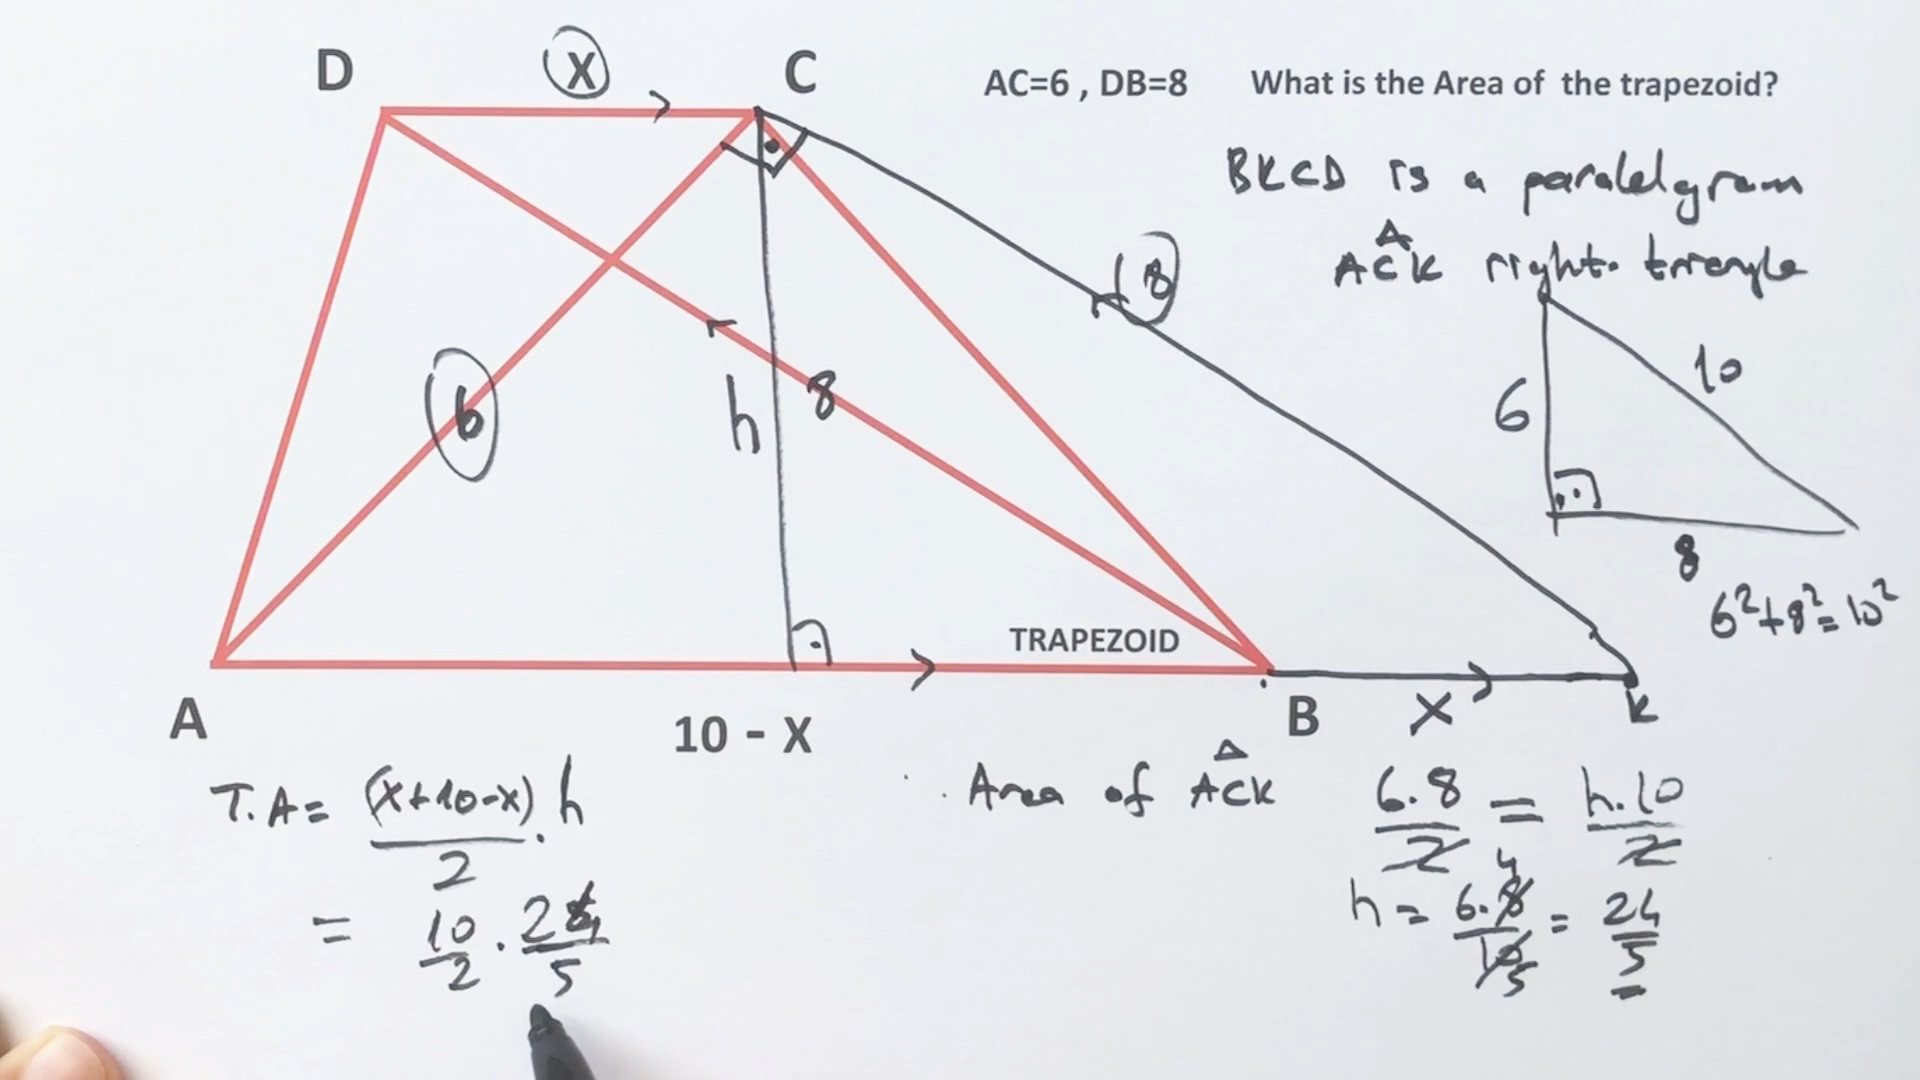 D X C
AC=6 , DB=8 What is the Area of the trapezoid?
BKCD is a paralelgram
ACK right. triangle
8
6
h
8
6
10
8
6²+8²=10²
TRAPEZOID
A
10 - X
B
X
K
T.A= (x+10-x)/2 . h
= 10/2 . 24/5
Area of ACK 6.8/2 = h.10/2
h = 6.8/10 = 24/5
4
5